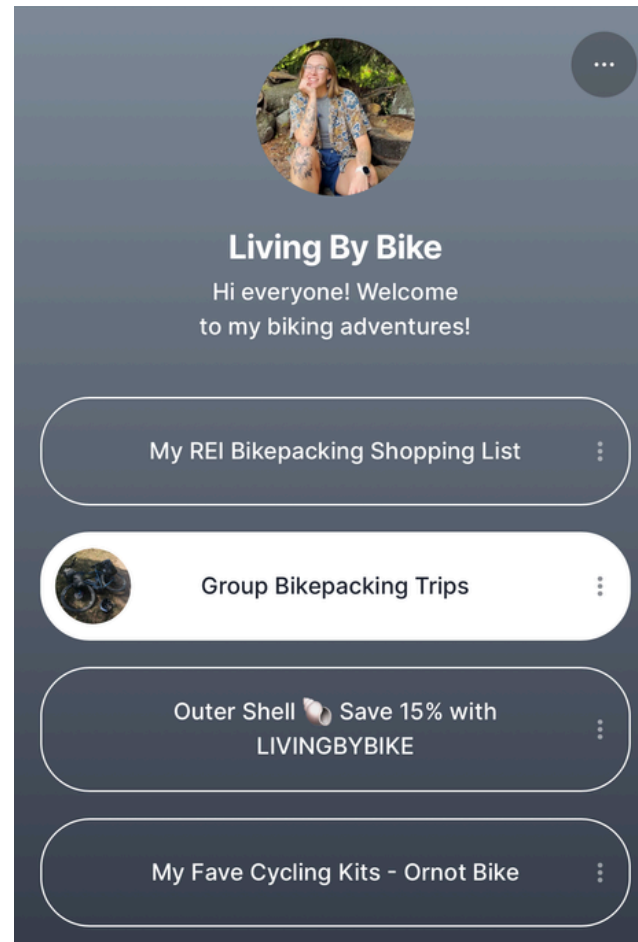 Living By Bike
Hi everyone! Welcome
to my biking adventures!
My REI Bikepacking Shopping List
Group Bikepacking Trips
Outer Shell 🐚 Save 15% with
LIVINGBYBIKE
My Fave Cycling Kits - Ornot Bike